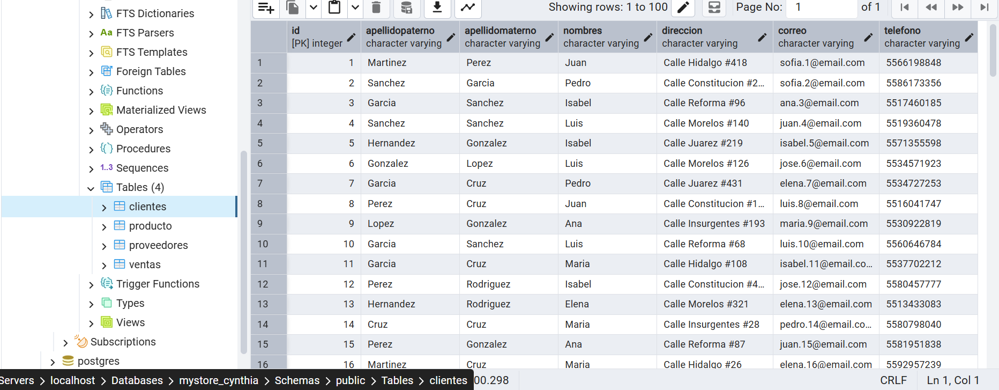 FTS Dictionaries
FTS Parsers
FTS Templates
Foreign Tables
Functions
Materialized Views
Operators
Procedures
1..3 Sequences
Tables (4)
clientes
producto
proveedores
ventas
Trigger Functions
Types
Views
Subscriptions
postgres
Showing rows: 1 to 100 Page No: 1 of 1
id apellidopaterno apellidomaterno nombres direccion correo telefono
[PK] integer character varying character varying character varying character varying character varying character varying
1 1 Martinez Perez Juan Calle Hidalgo #418 sofia.1@email.com 5566198848
2 2 Sanchez Garcia Pedro Calle Constitucion #2... sofia.2@email.com 5586173356
3 3 Garcia Sanchez Isabel Calle Reforma #96 ana.3@email.com 5517460185
4 4 Sanchez Sanchez Luis Calle Morelos #140 juan.4@email.com 5519360478
5 5 Hernandez Gonzalez Isabel Calle Juarez #219 isabel.5@email.com 5571355598
6 6 Gonzalez Lopez Luis Calle Morelos #126 jose.6@email.com 5534571923
7 7 Garcia Cruz Pedro Calle Juarez #431 elena.7@email.com 5534727253
8 8 Perez Cruz Juan Calle Constitucion #1... luis.8@email.com 5516041747
9 9 Lopez Gonzalez Ana Calle Insurgentes #193 maria.9@email.com 5530922819
10 10 Garcia Sanchez Luis Calle Reforma #68 luis.10@email.com 5560646784
11 11 Garcia Cruz Maria Calle Hidalgo #108 isabel.11@email.co... 5537702212
12 12 Perez Rodriguez Isabel Calle Constitucion #4... jose.12@email.com 5580457777
13 13 Hernandez Rodriguez Elena Calle Morelos #321 elena.13@email.com 5513433083
14 14 Cruz Cruz Maria Calle Insurgentes #28 pedro.14@email.co... 5580798040
15 15 Perez Gonzalez Ana Calle Reforma #87 juan.15@email.com 5581951838
16 16 Martinez Cruz Maria Calle Hidalgo #26 elena.16@email.com 5592957239
Servers > localhost > Databases > mystore_cynthia > Schemas > public > Tables > clientes 00.298 CRLF Ln 1, Col 1